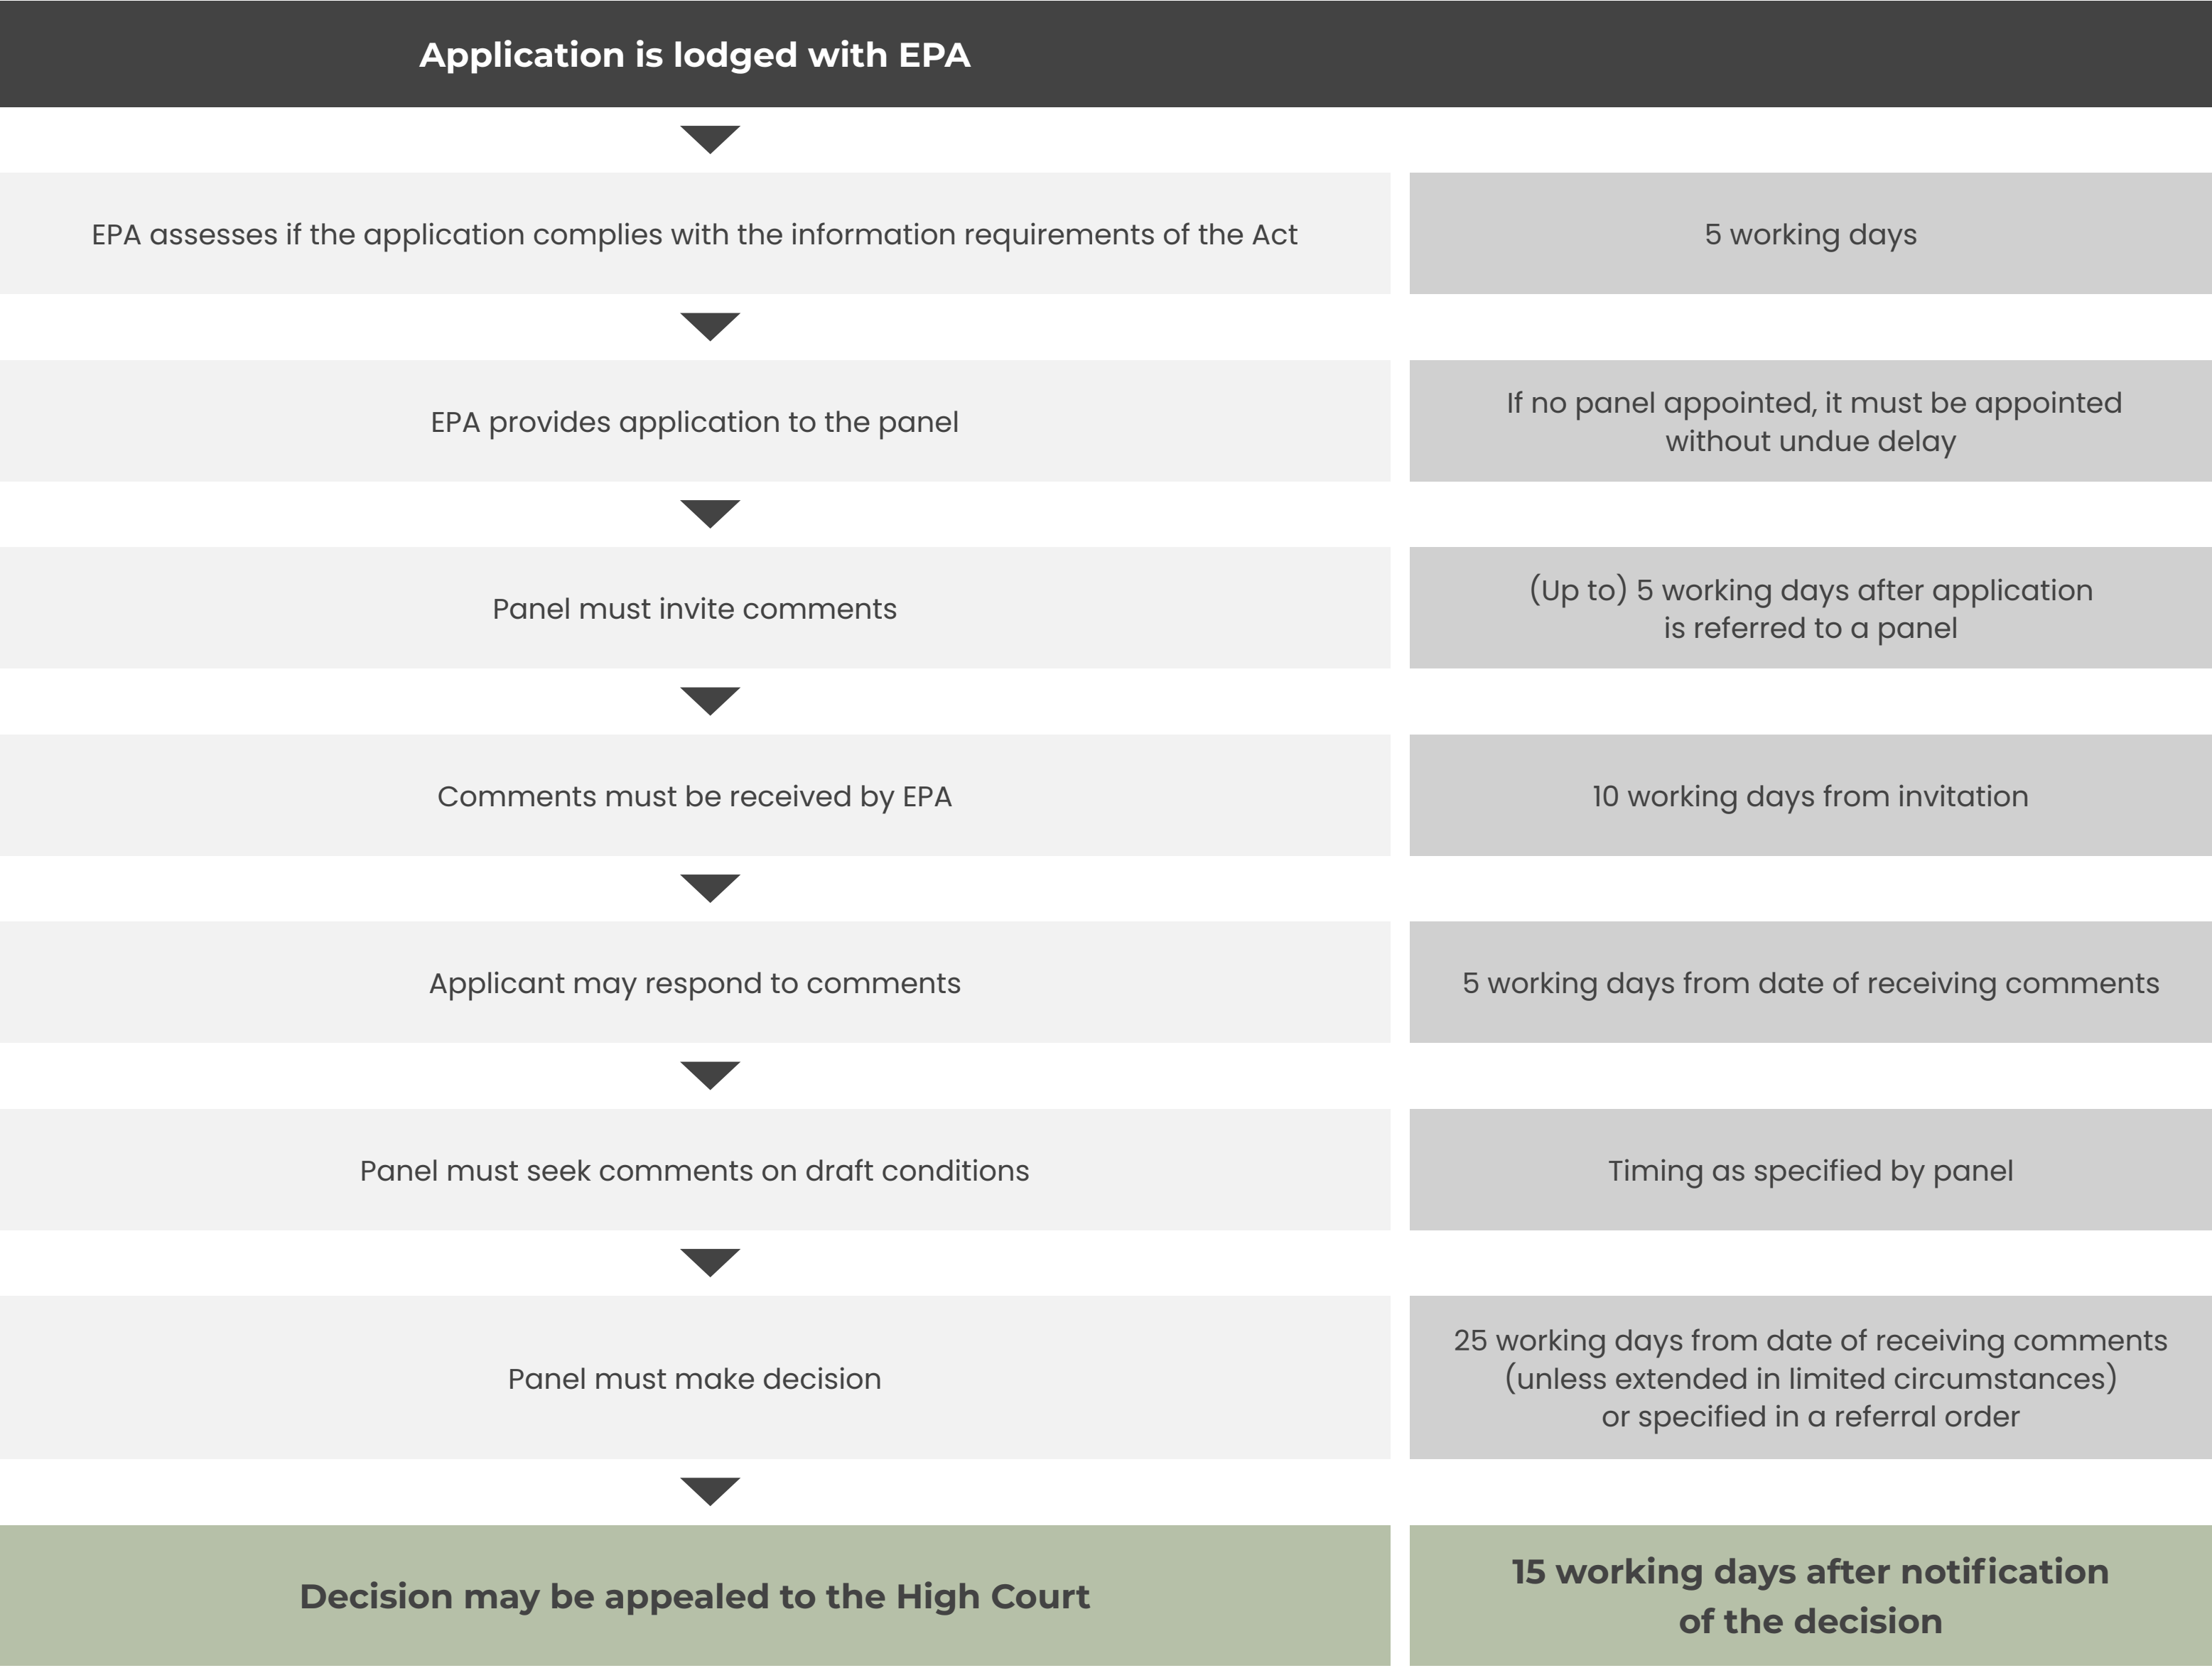 Application is lodged with EPA
EPA assesses if the application complies with the information requirements of the Act
5 working days
EPA provides application to the panel
If no panel appointed, it must be appointed
without undue delay
Panel must invite comments
(Up to) 5 working days after application
is referred to a panel
Comments must be received by EPA
10 working days from invitation
Applicant may respond to comments
5 working days from date of receiving comments
Panel must seek comments on draft conditions
Timing as specified by panel
Panel must make decision
25 working days from date of receiving comments
(unless extended in limited circumstances)
or specified in a referral order
Decision may be appealed to the High Court
15 working days after notification
of the decision